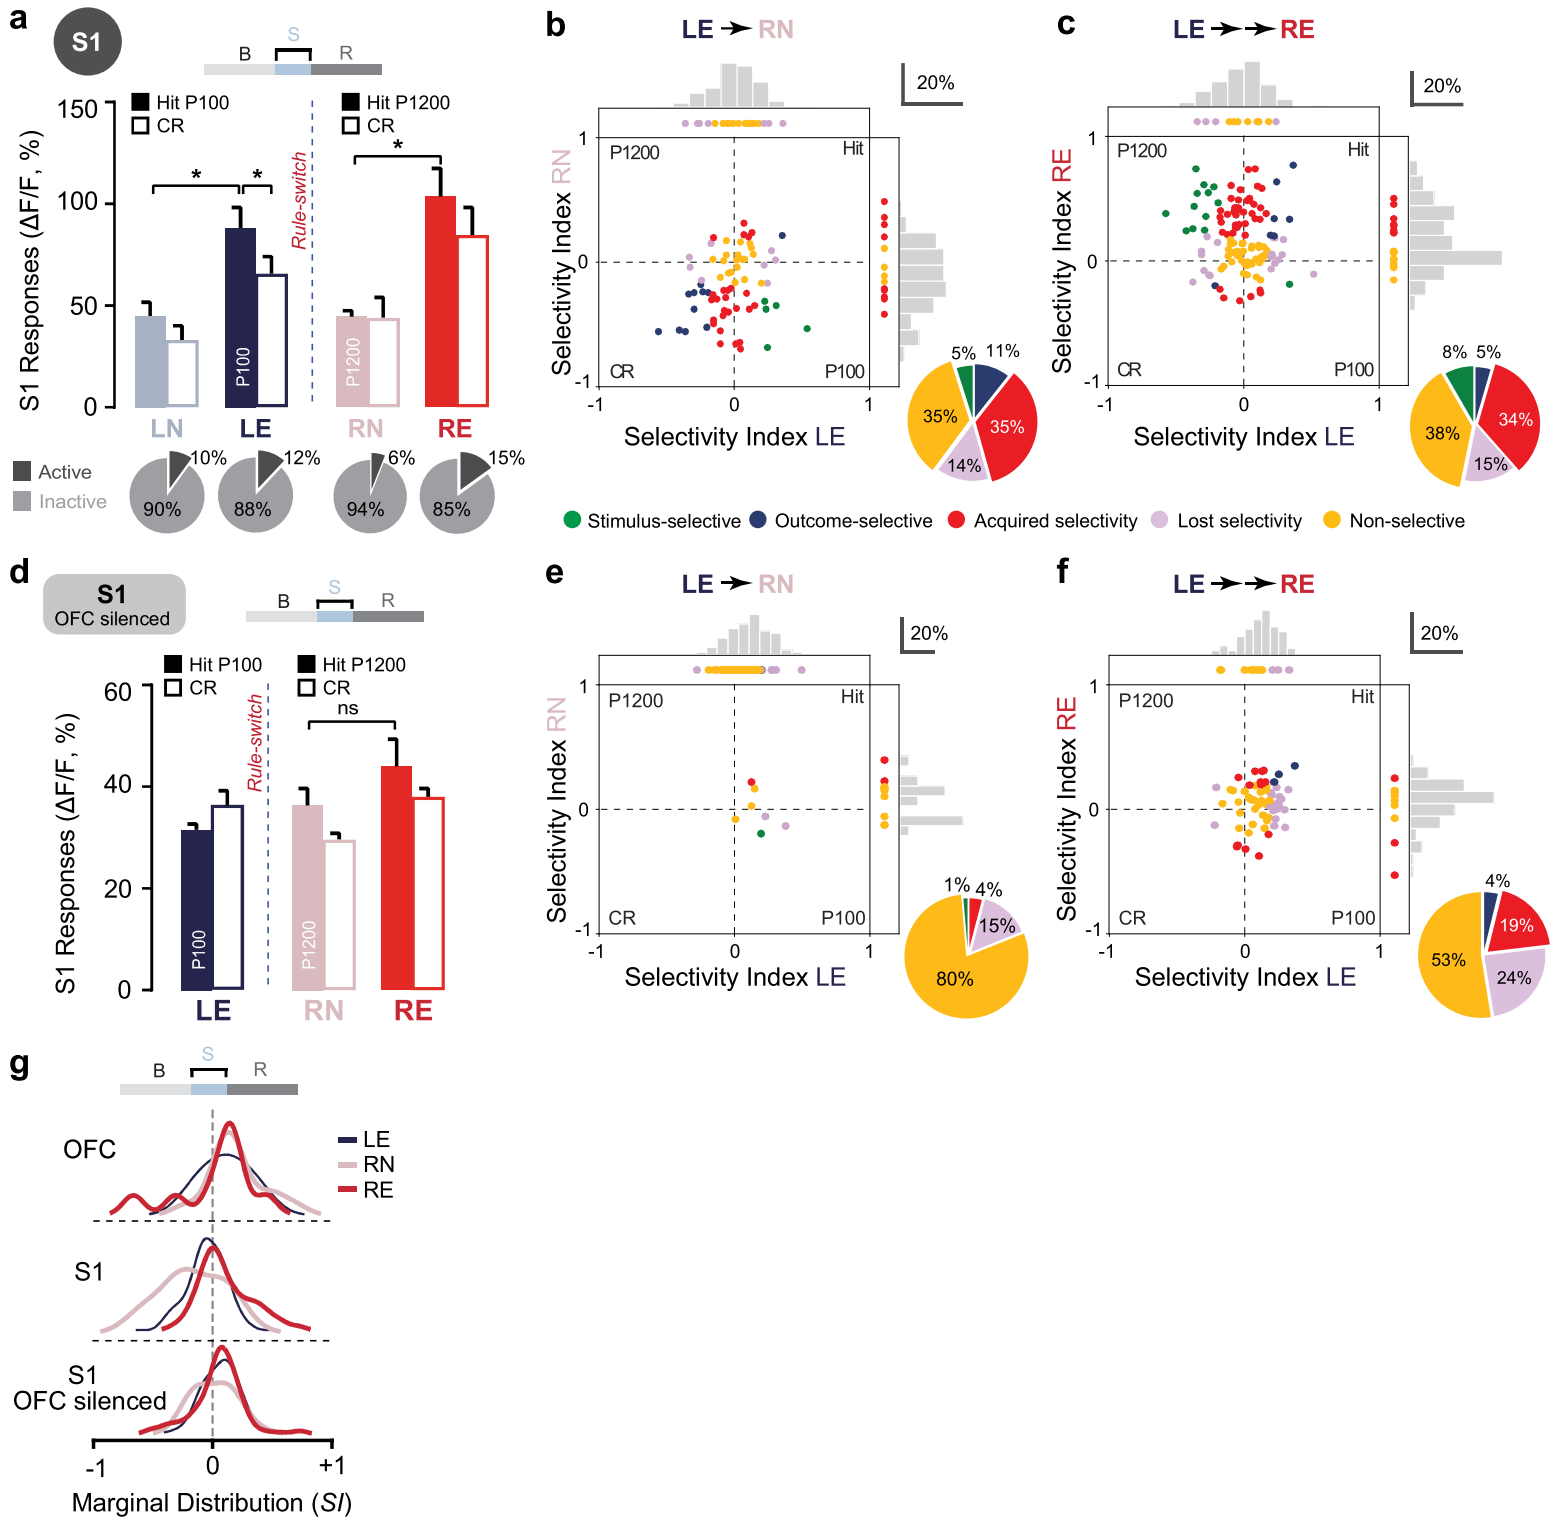 a
S1
B
S
R
Hit P100
CR
Hit P1200
CR
S1 Responses (ΔF/F, %)
150
100
50
0
*
*
*
Rule-switch
P100
P1200
LN
LE
RN
RE
Active
Inactive
10%
90%
12%
88%
6%
94%
15%
85%
b
LE
RN
20%
P1200
Hit
CR
P100
Selectivity Index RN
1
0
-1
-1
0
1
Selectivity Index LE
5%
11%
35%
35%
14%
c
LE
RE
20%
P1200
Hit
CR
P100
Selectivity Index RE
1
0
-1
-1
0
1
Selectivity Index LE
8%
5%
34%
38%
15%
Stimulus-selective
Outcome-selective
Acquired selectivity
Lost selectivity
Non-selective
d
S1
OFC silenced
B
S
R
Hit P100
CR
Hit P1200
CR
S1 Responses (ΔF/F, %)
60
40
20
0
ns
Rule-switch
P100
P1200
LE
RN
RE
e
LE
RN
20%
P1200
Hit
CR
P100
Selectivity Index RN
1
0
-1
-1
0
1
Selectivity Index LE
1%
4%
15%
80%
f
LE
RE
20%
P1200
Hit
CR
P100
Selectivity Index RE
1
0
-1
-1
0
1
Selectivity Index LE
4%
19%
53%
24%
g
B
S
R
OFC
LE
RN
RE
S1
S1
OFC silenced
-1
0
+1
Marginal Distribution (SI)